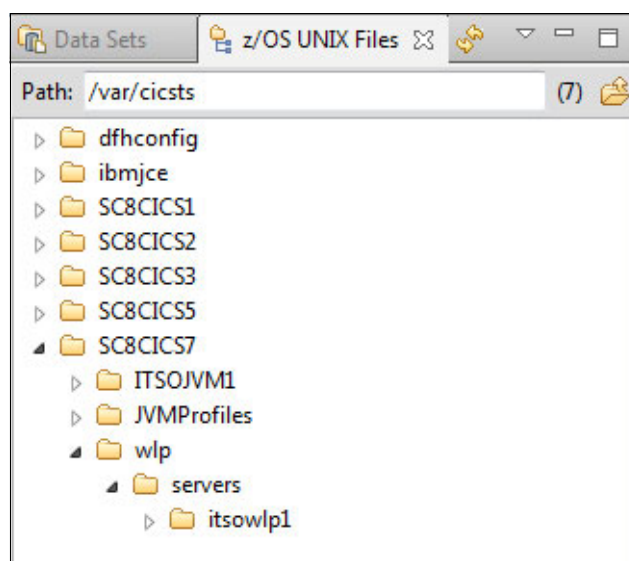 Data Sets z/OS UNIX Files
Path: /var/cicsts (7)
dfhconfig
ibmjce
SC8CICS1
SC8CICS2
SC8CICS3
SC8CICS5
SC8CICS7
ITSOJVM1
JVMProfiles
wlp
servers
itsowlp1